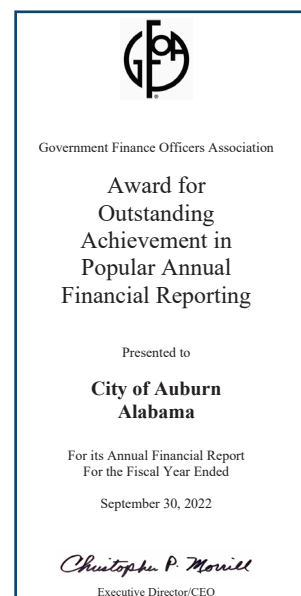 GFOA
®
Government Finance Officers Association
Award for
Outstanding
Achievement in
Popular Annual
Financial Reporting
Presented to
City of Auburn
Alabama
For its Annual Financial Report
For the Fiscal Year Ended
September 30, 2022
Christopher P. Morrill
Executive Director/CEO